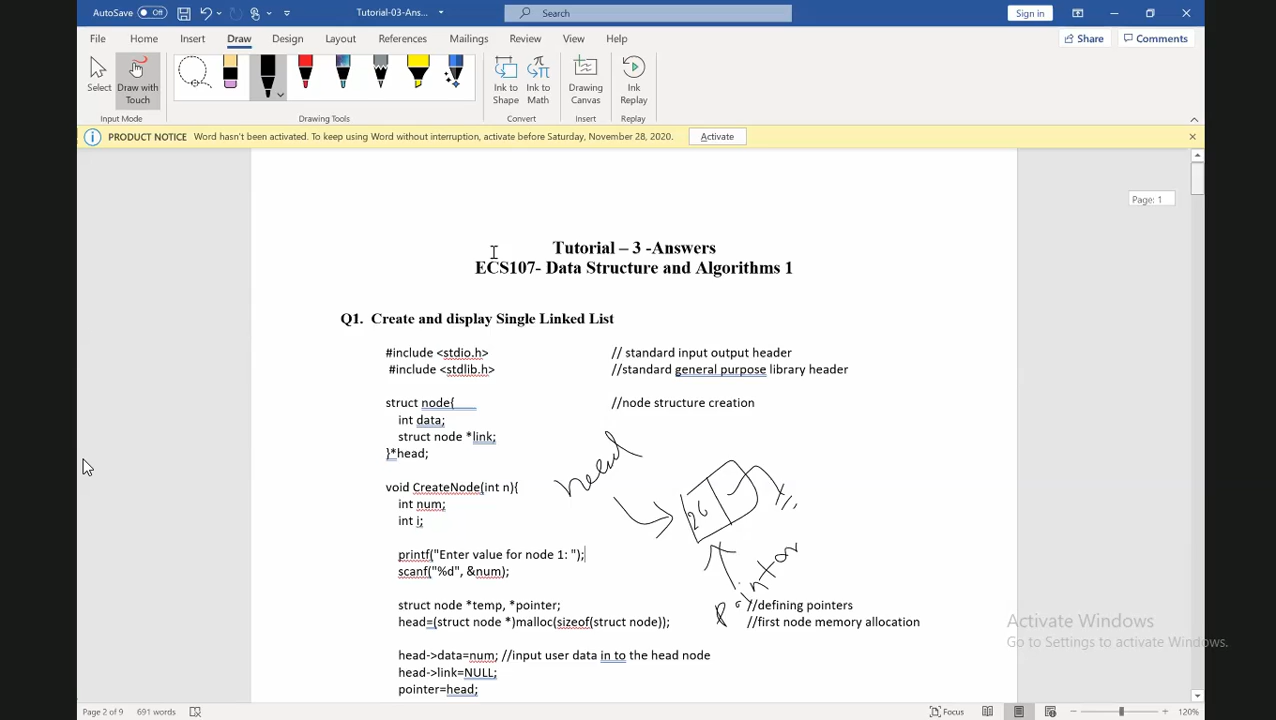 AutoSave Off Tutorial-03-Ans... Search Sign in
File Home Insert Draw Design Layout References Mailings Review View Help Share Comments
Select Draw with Touch Ink to Shape Ink to Math Drawing Canvas Ink Replay
Input Mode Drawing Tools Convert Insert Replay
PRODUCT NOTICE Word hasn't been activated. To keep using Word without interruption, activate before Saturday, November 28, 2020. Activate
Page: 1
Tutorial – 3 -Answers
ECS107- Data Structure and Algorithms 1
Q1. Create and display Single Linked List
#include <stdio.h> // standard input output header
#include <stdlib.h> //standard general purpose library header
struct node{ //node structure creation
int data;
struct node *link;
}*head;
head
void CreateNode(int n){
int num;
int i;
printf("Enter value for node 1: ");
scanf("%d", &num);
pointer
struct node *temp, *pointer; //defining pointers
head=(struct node *)malloc(sizeof(struct node)); //first node memory allocation
head->data=num; //input user data in to the head node
head->link=NULL;
pointer=head;
Activate Windows
Go to Settings to activate Windows.
Page 2 of 9 691 words Focus 120%